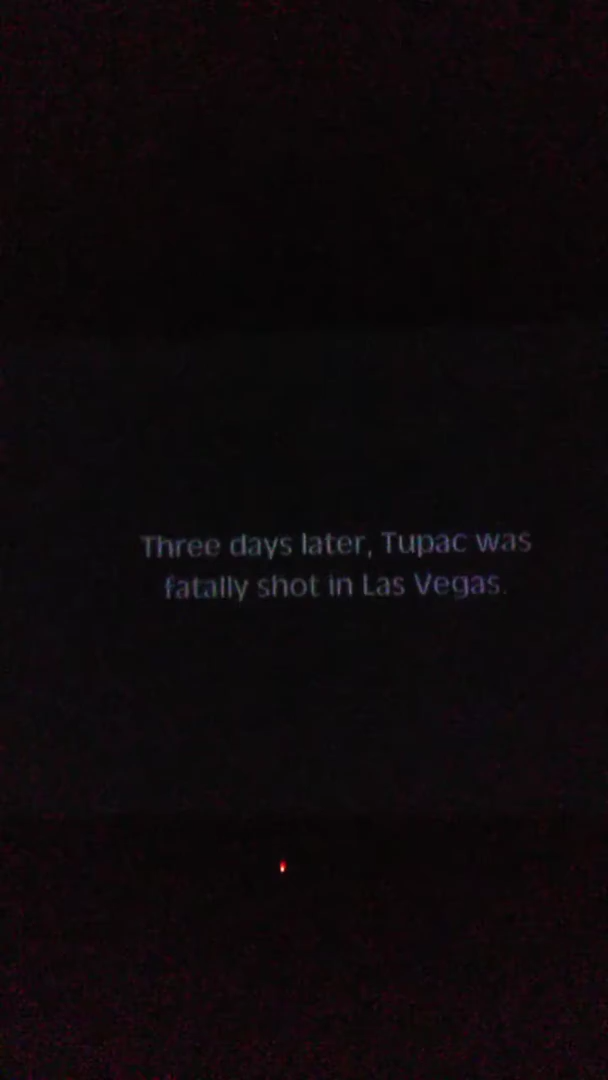 Three days later, Tupac was
fatally shot in Las Vegas.